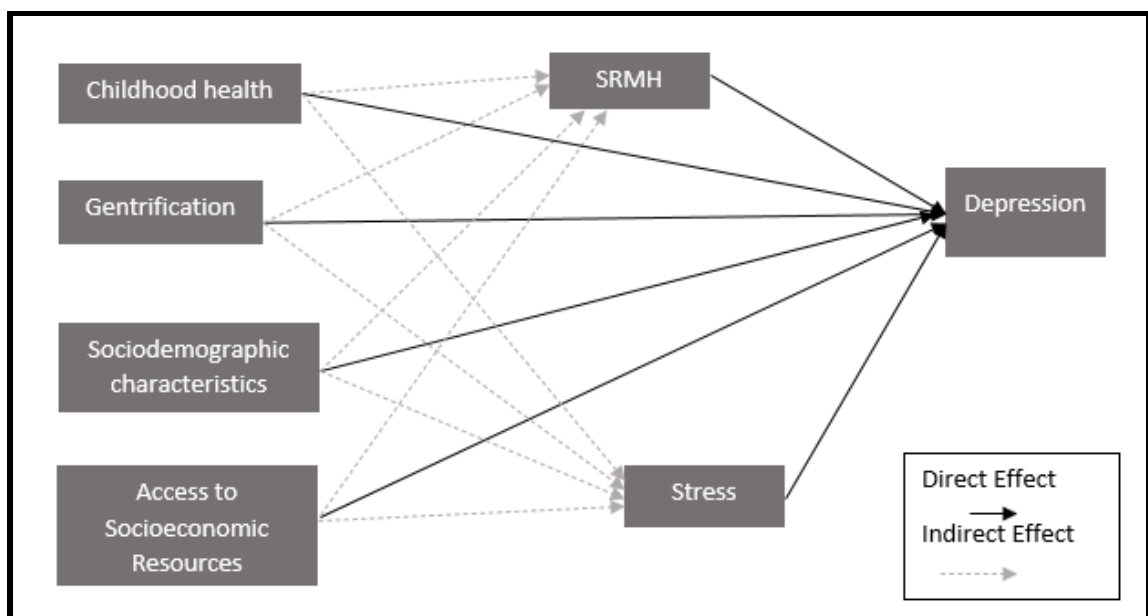 Childhood health
SRMH
Gentrification
Depression
Sociodemographic
characteristics
Access to
Socioeconomic
Resources
Stress
Direct Effect
Indirect Effect